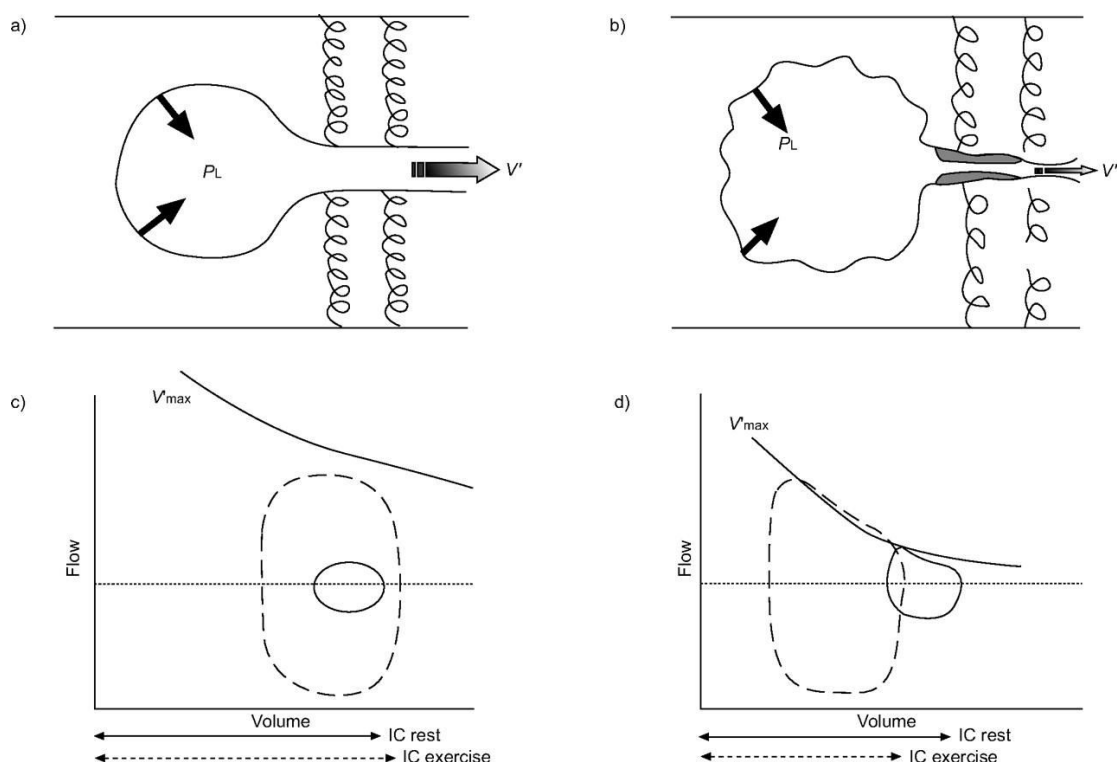 a)
b)
PL
V'
PL
V'
c)
d)
V'max
V'max
Flow
Flow
Volume
Volume
IC rest
IC rest
IC exercise
IC exercise